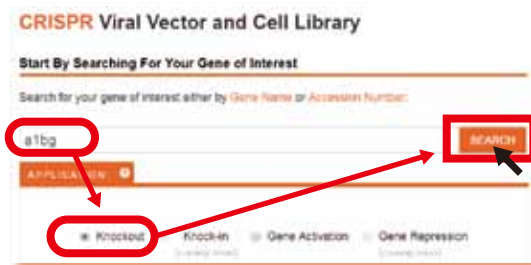 CRISPR Viral Vector and Cell Library
Start By Searching For Your Gene of Interest
Search for your gene of interest either by Gene Name or Accession Number:
a1bg SEARCH
APPLICATION
Knockout Knock-in Gene Activation Gene Repression